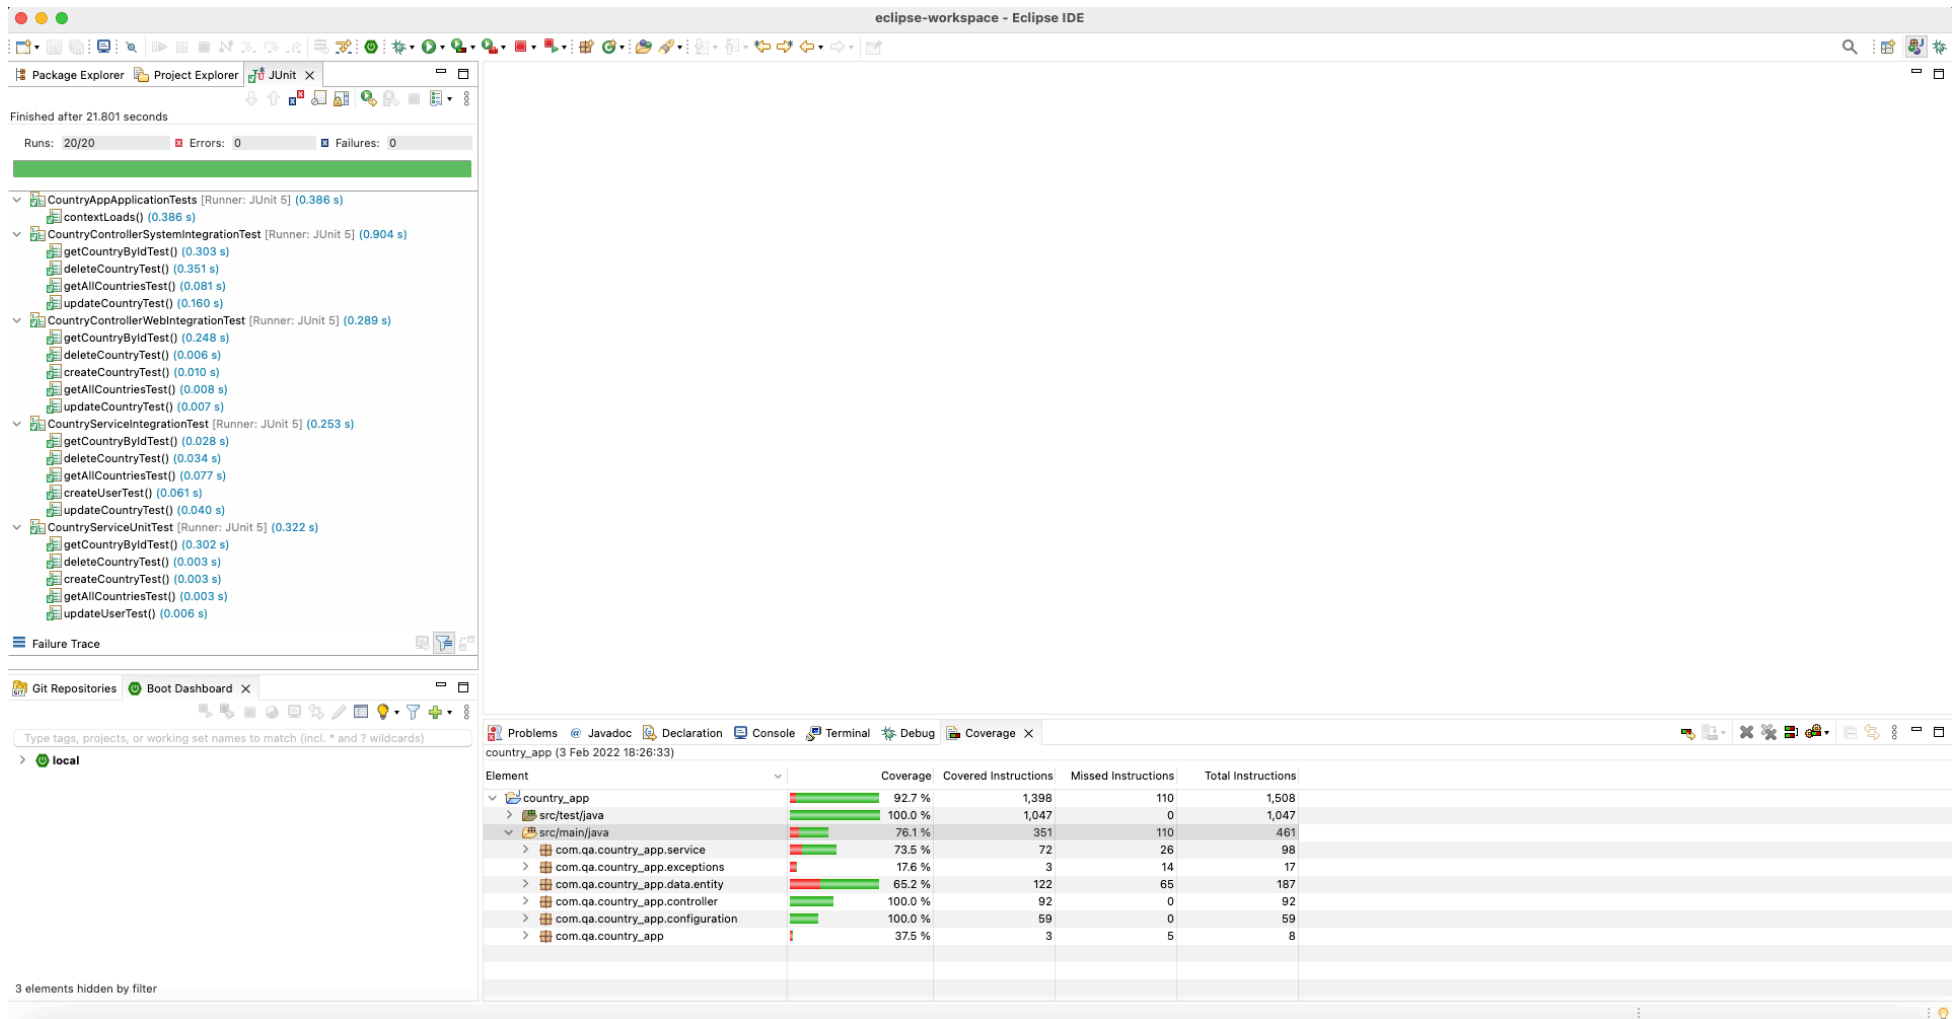 eclipse-workspace - Eclipse IDE
Package Explorer Project Explorer JUnit
Finished after 21.801 seconds
Runs: 20/20 Errors: 0 Failures: 0
CountryAppApplicationTests [Runner: JUnit 5] (0.386 s)
contextLoads() (0.386 s)
CountryControllerSystemIntegrationTest [Runner: JUnit 5] (0.904 s)
getCountryByIdTest() (0.303 s)
deleteCountryTest() (0.351 s)
getAllCountriesTest() (0.081 s)
updateCountryTest() (0.160 s)
CountryControllerWebIntegrationTest [Runner: JUnit 5] (0.289 s)
getCountryByIdTest() (0.248 s)
deleteCountryTest() (0.006 s)
createCountryTest() (0.010 s)
getAllCountriesTest() (0.008 s)
updateCountryTest() (0.007 s)
CountryServiceIntegrationTest [Runner: JUnit 5] (0.253 s)
getCountryByIdTest() (0.028 s)
deleteCountryTest() (0.034 s)
getAllCountriesTest() (0.077 s)
createUserTest() (0.061 s)
updateCountryTest() (0.040 s)
CountryServiceUnitTest [Runner: JUnit 5] (0.322 s)
getCountryByIdTest() (0.302 s)
deleteCountryTest() (0.003 s)
createCountryTest() (0.003 s)
getAllCountriesTest() (0.003 s)
updateUserTest() (0.006 s)
Failure Trace
Git Repositories Boot Dashboard
Type tags, projects, or working set names to match (incl. * and ? wildcards)
local
3 elements hidden by filter
Problems @ Javadoc Declaration Console Terminal Debug Coverage
country_app (3 Feb 2022 18:26:33)
Element Coverage Covered Instructions Missed Instructions Total Instructions
country_app 92.7 % 1,398 110 1,508
src/test/java 100.0 % 1,047 0 1,047
src/main/java 76.1 % 351 110 461
com.qa.country_app.service 73.5 % 72 26 98
com.qa.country_app.exceptions 17.6 % 3 14 17
com.qa.country_app.data.entity 65.2 % 122 65 187
com.qa.country_app.controller 100.0 % 92 0 92
com.qa.country_app.configuration 100.0 % 59 0 59
com.qa.country_app 37.5 % 3 5 8